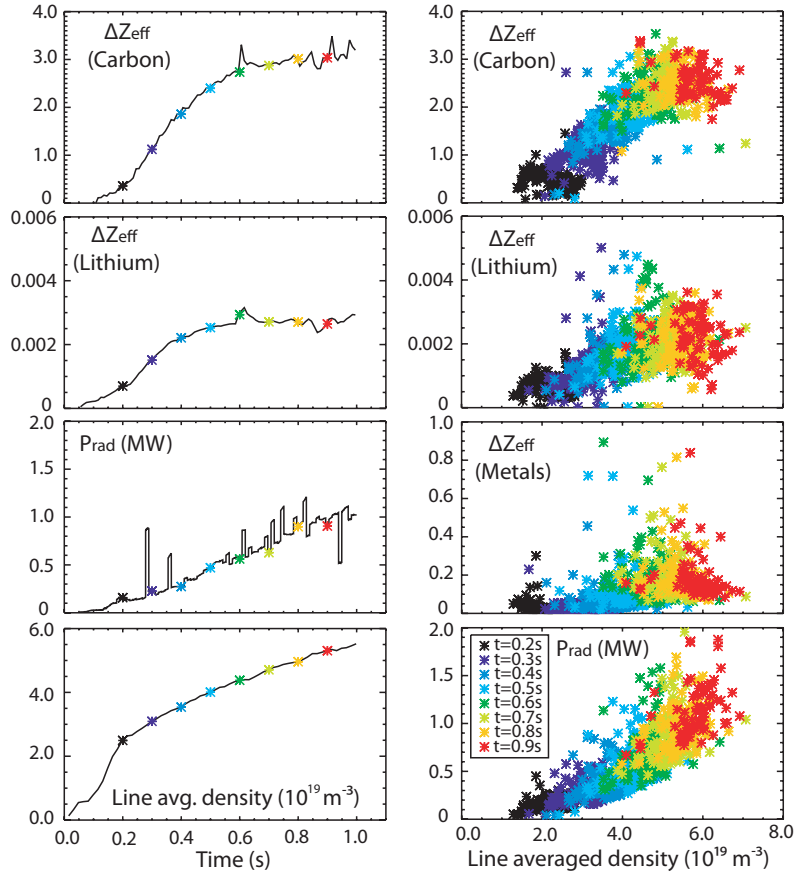 4.0
3.0
2.0
1.0
0
ΔZeff
(Carbon)
0.006
0.004
0.002
0
ΔZeff
(Lithium)
2.0
1.5
1.0
0.5
0
Prad (MW)
6.0
4.0
2.0
0.0
Line avg. density (10¹⁹ m⁻³)
0.0 0.2 0.4 0.6 0.8 1.0
Time (s)
4.0
3.0
2.0
1.0
0
ΔZeff
(Carbon)
0.006
0.004
0.002
0
ΔZeff
(Lithium)
1.0
0.8
0.6
0.4
0.2
0
ΔZeff
(Metals)
2.0
1.5
1.0
0.5
0
Prad (MW)
t=0.2s
t=0.3s
t=0.4s
t=0.5s
t=0.6s
t=0.7s
t=0.8s
t=0.9s
0 2.0 4.0 6.0 8.0
Line averaged density (10¹⁹ m⁻³)